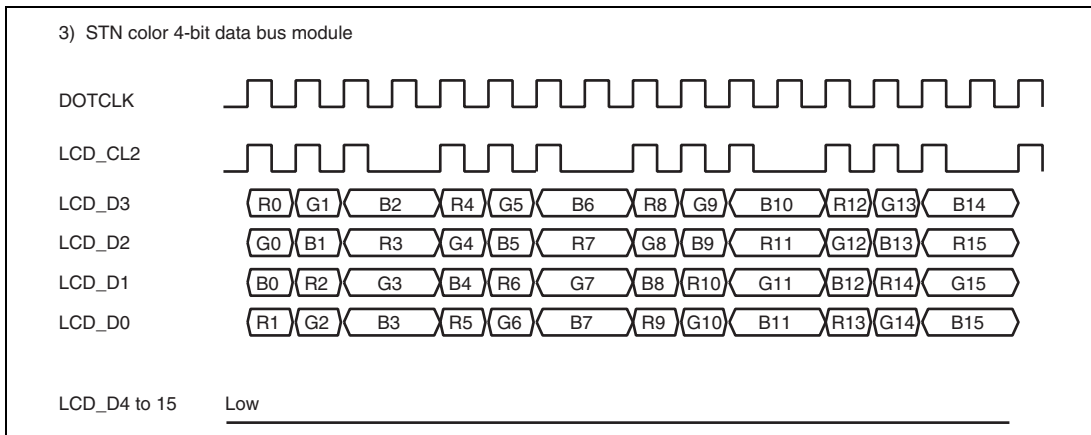 3) STN color 4-bit data bus module
DOTCLK
LCD_CL2
LCD_D3 R0 G1 B2 R4 G5 B6 R8 G9 B10 R12 G13 B14
LCD_D2 G0 B1 R3 G4 B5 R7 G8 B9 R11 G12 B13 R15
LCD_D1 B0 R2 G3 B4 R6 G7 B8 R10 G11 B12 R14 G15
LCD_D0 R1 G2 B3 R5 G6 B7 R9 G10 B11 R13 G14 B15
LCD_D4 to 15 Low